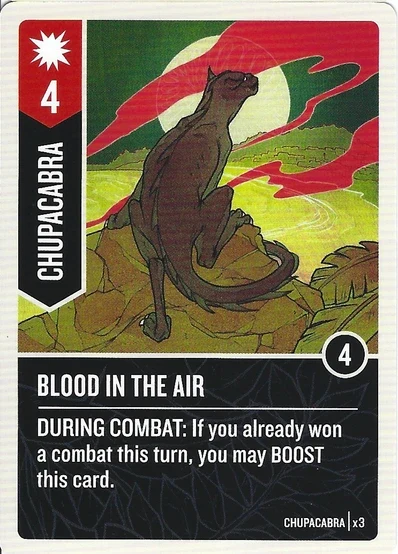 4
CHUPACABRA
4
BLOOD IN THE AIR
DURING COMBAT: If you already won
a combat this turn, you may BOOST
this card.
CHUPACABRA | x3